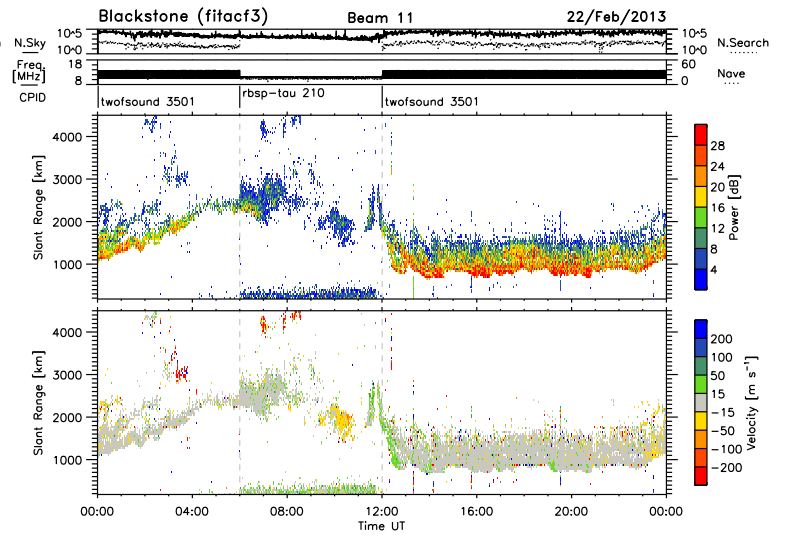 Blackstone (fitacf3) Beam 11 22/Feb/2013
N.Sky 10^5 10^0 10^5 10^0 N.Search
Freq. [MHz] 18 8 60 0 Nave
CPID twofsound 3501 rbsp-tau 210 twofsound 3501
Slant Range [km] 4000 3000 2000 1000
28 24 20 16 12 8 4 Power [dB]
Slant Range [km] 4000 3000 2000 1000
200 100 50 15 -15 -50 -100 -200 Velocity [m s⁻¹]
00:00 04:00 08:00 12:00 16:00 20:00 00:00
Time UT